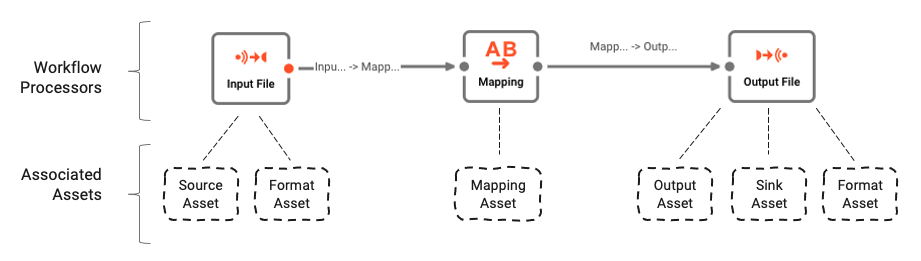 Workflow
Processors
Input File
Inpu... -> Mapp...
AB
Mapping
Mapp... -> Outp...
Output File
Associated
Assets
Source
Asset
Format
Asset
Mapping
Asset
Output
Asset
Sink
Asset
Format
Asset